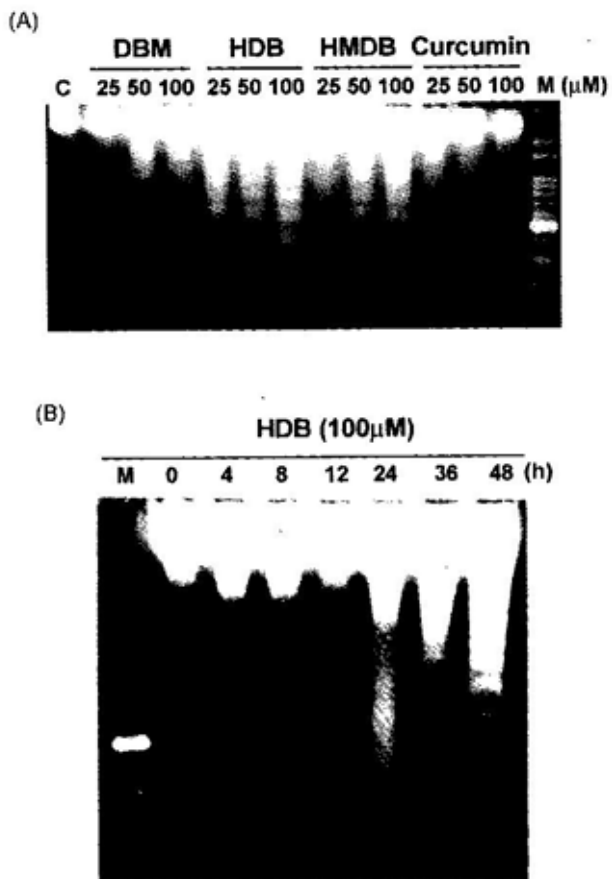 (A)
DBM HDB HMDB Curcumin
C 25 50 100 25 50 100 25 50 100 25 50 100 M (μM)
(B)
HDB (100μM)
M 0 4 8 12 24 36 48 (h)